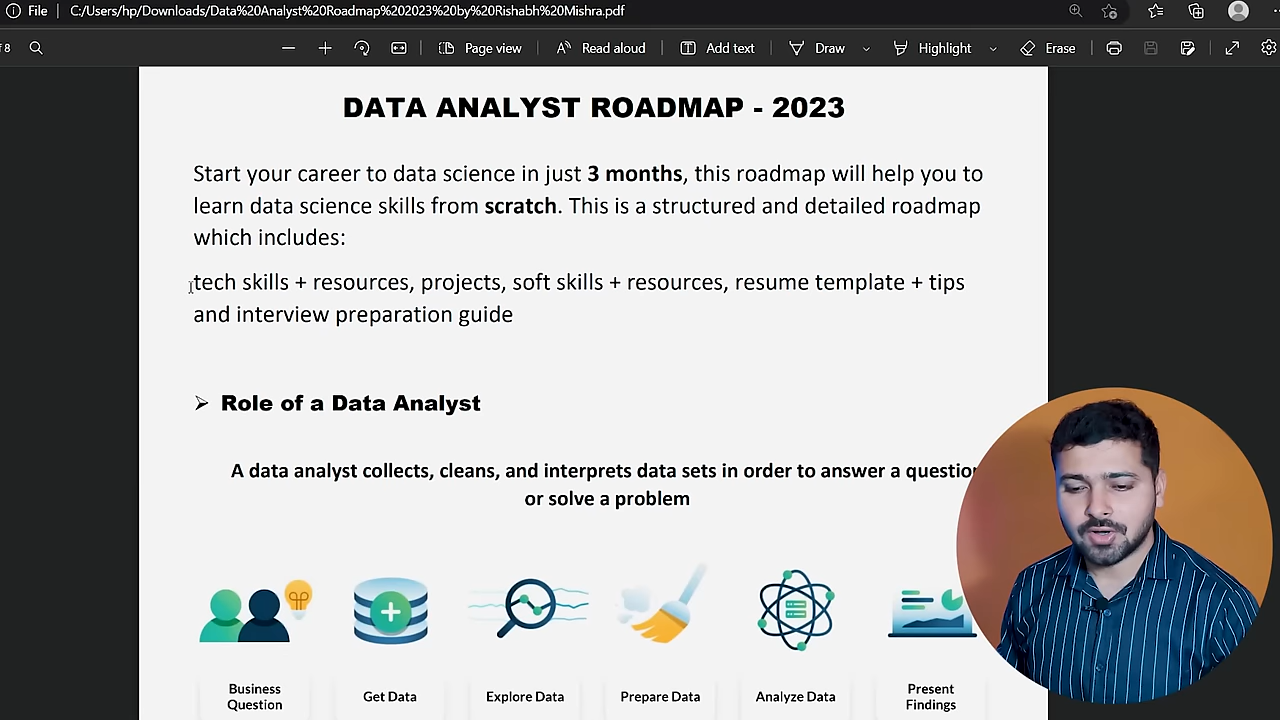 File
C:/Users/hp/Downloads/Data%20Analyst%20Roadmap%202023%20by%20Rishabh%20Mishra.pdf
Page view
Read aloud
Add text
Draw
Highlight
Erase
DATA ANALYST ROADMAP - 2023
Start your career to data science in just 3 months, this roadmap will help you to
learn data science skills from scratch. This is a structured and detailed roadmap
which includes:
tech skills + resources, projects, soft skills + resources, resume template + tips
and interview preparation guide
Role of a Data Analyst
A data analyst collects, cleans, and interprets data sets in order to answer a question
or solve a problem
Business
Question
Get Data
Explore Data
Prepare Data
Analyze Data
Present
Findings